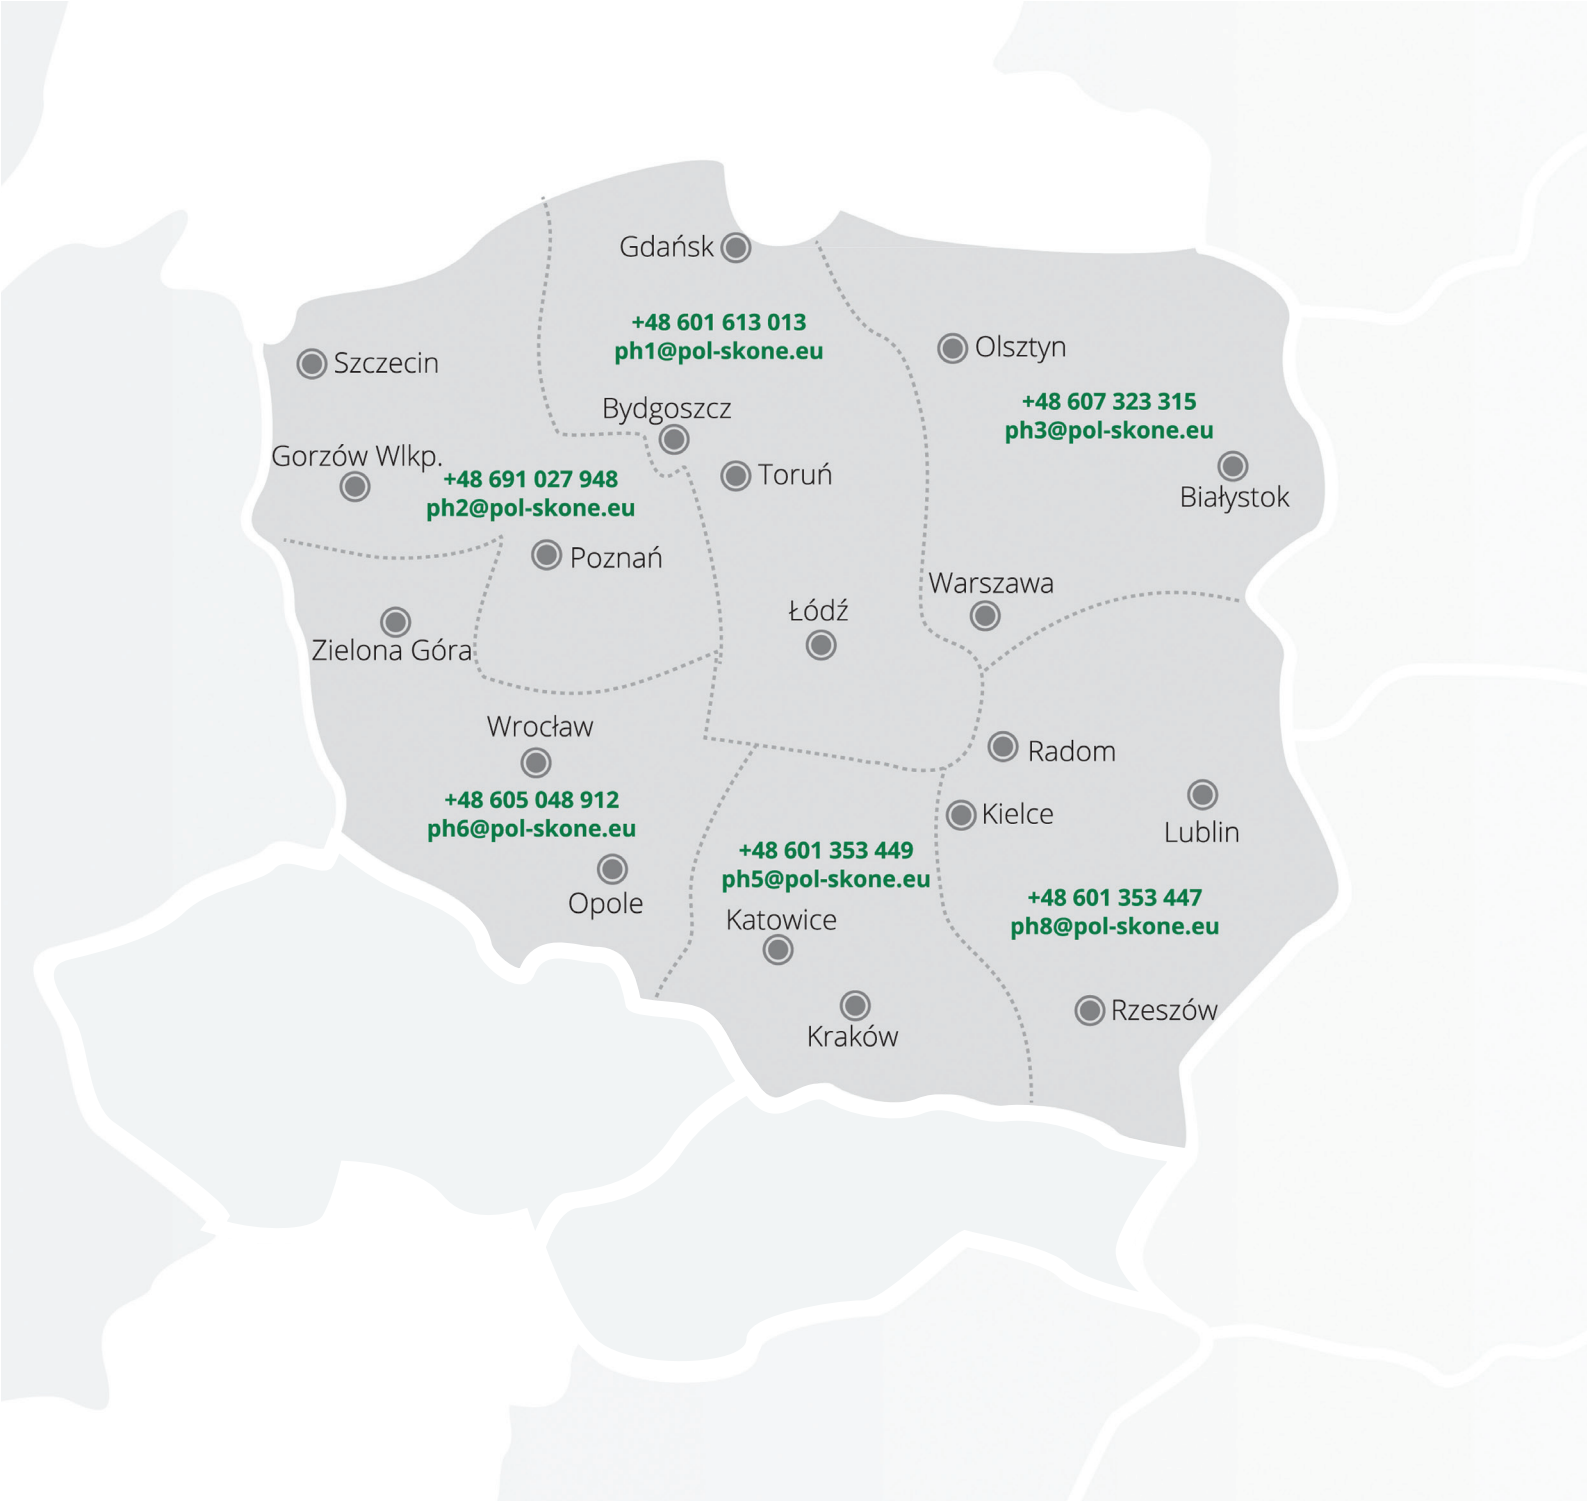 Gdańsk
+48 601 613 013
ph1@pol-skone.eu
Olsztyn
Szczecin
+48 607 323 315
ph3@pol-skone.eu
Bydgoszcz
Gorzów Wlkp.
+48 691 027 948
ph2@pol-skone.eu
Toruń
Białystok
Poznań
Warszawa
Łódź
Zielona Góra
Wrocław
Radom
+48 605 048 912
ph6@pol-skone.eu
Kielce
Lublin
+48 601 353 449
ph5@pol-skone.eu
Opole
+48 601 353 447
ph8@pol-skone.eu
Katowice
Rzeszów
Kraków